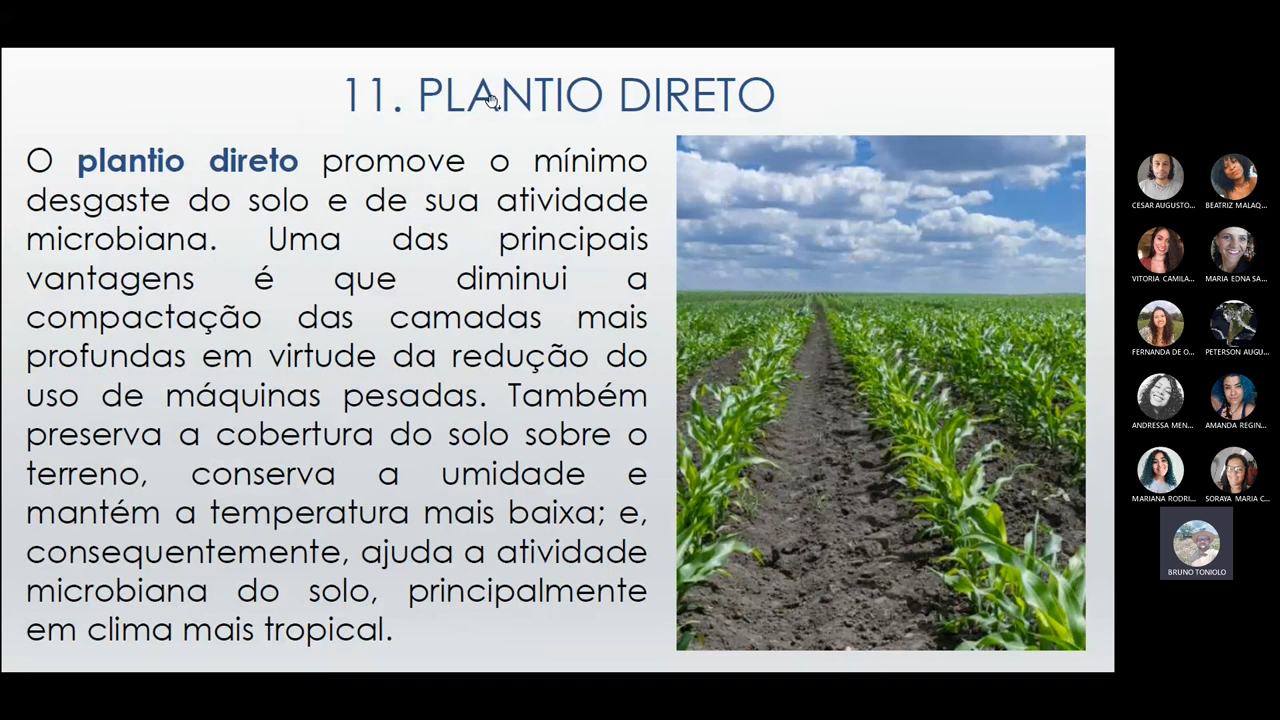 11. PLANTIO DIRETO
O plantio direto promove o mínimo
desgaste do solo e de sua atividade
microbiana. Uma das principais
vantagens é que diminui a
compactação das camadas mais
profundas em virtude da redução do
uso de máquinas pesadas. Também
preserva a cobertura do solo sobre o
terreno, conserva a umidade e
mantém a temperatura mais baixa; e,
consequentemente, ajuda a atividade
microbiana do solo, principalmente
em clima mais tropical.
CESAR AUGUSTO... BEATRIZ MALAQ...
VITORIA CAMILA... MARIA EDNA SA...
FERNANDA DE O... PETERSON AUGU...
ANDRESSA MEN... AMANDA REGIN...
MARIANA RODRI... SORAYA MARIA C...
BRUNO TONIOLO